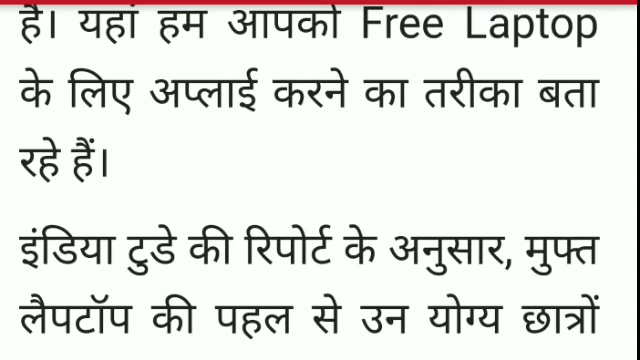 है। यहां हम आपको Free Laptop
के लिए अप्लाई करने का तरीका बता
रहे हैं।
इंडिया टुडे की रिपोर्ट के अनुसार, मुफ्त
लैपटॉप की पहल से उन योग्य छात्रों